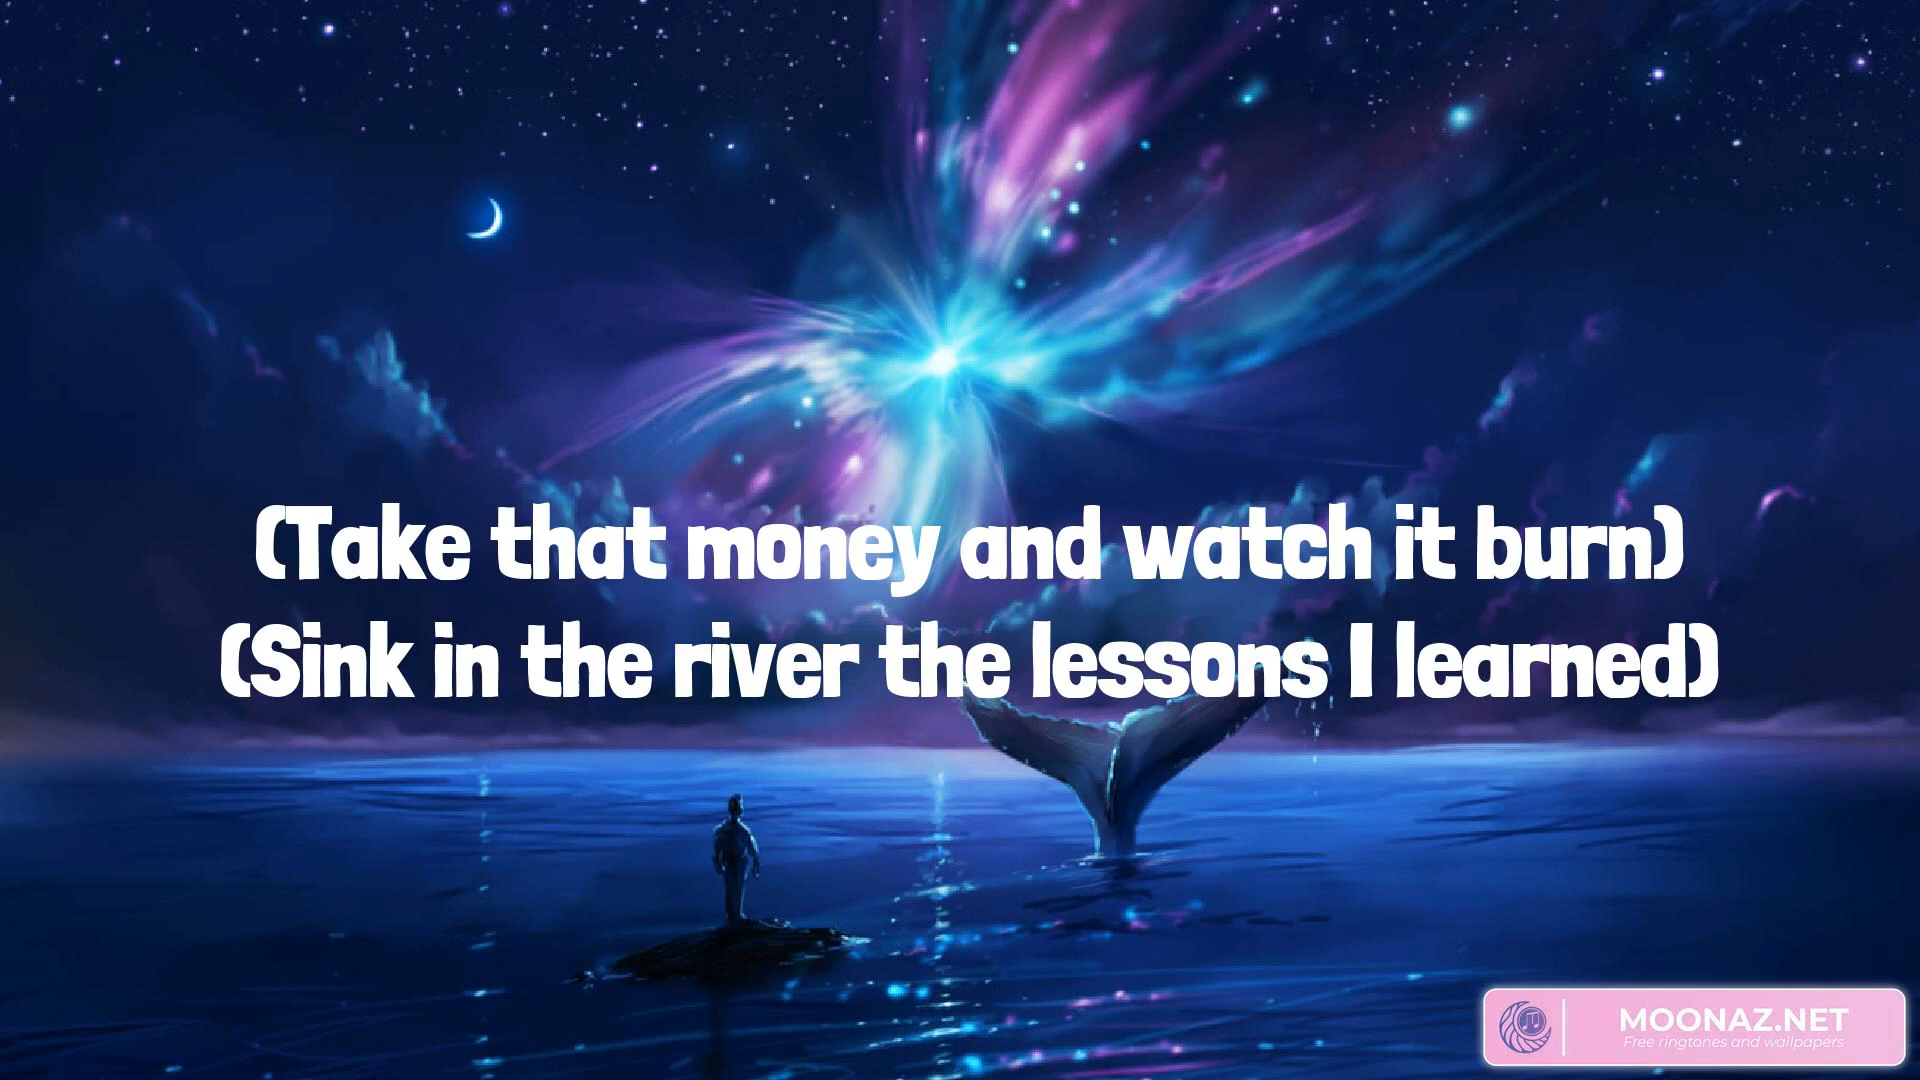 (Take that money and watch it burn)
(Sink in the river the lessons I learned)
MOONAZ.NET
Free ringtones and wallpapers